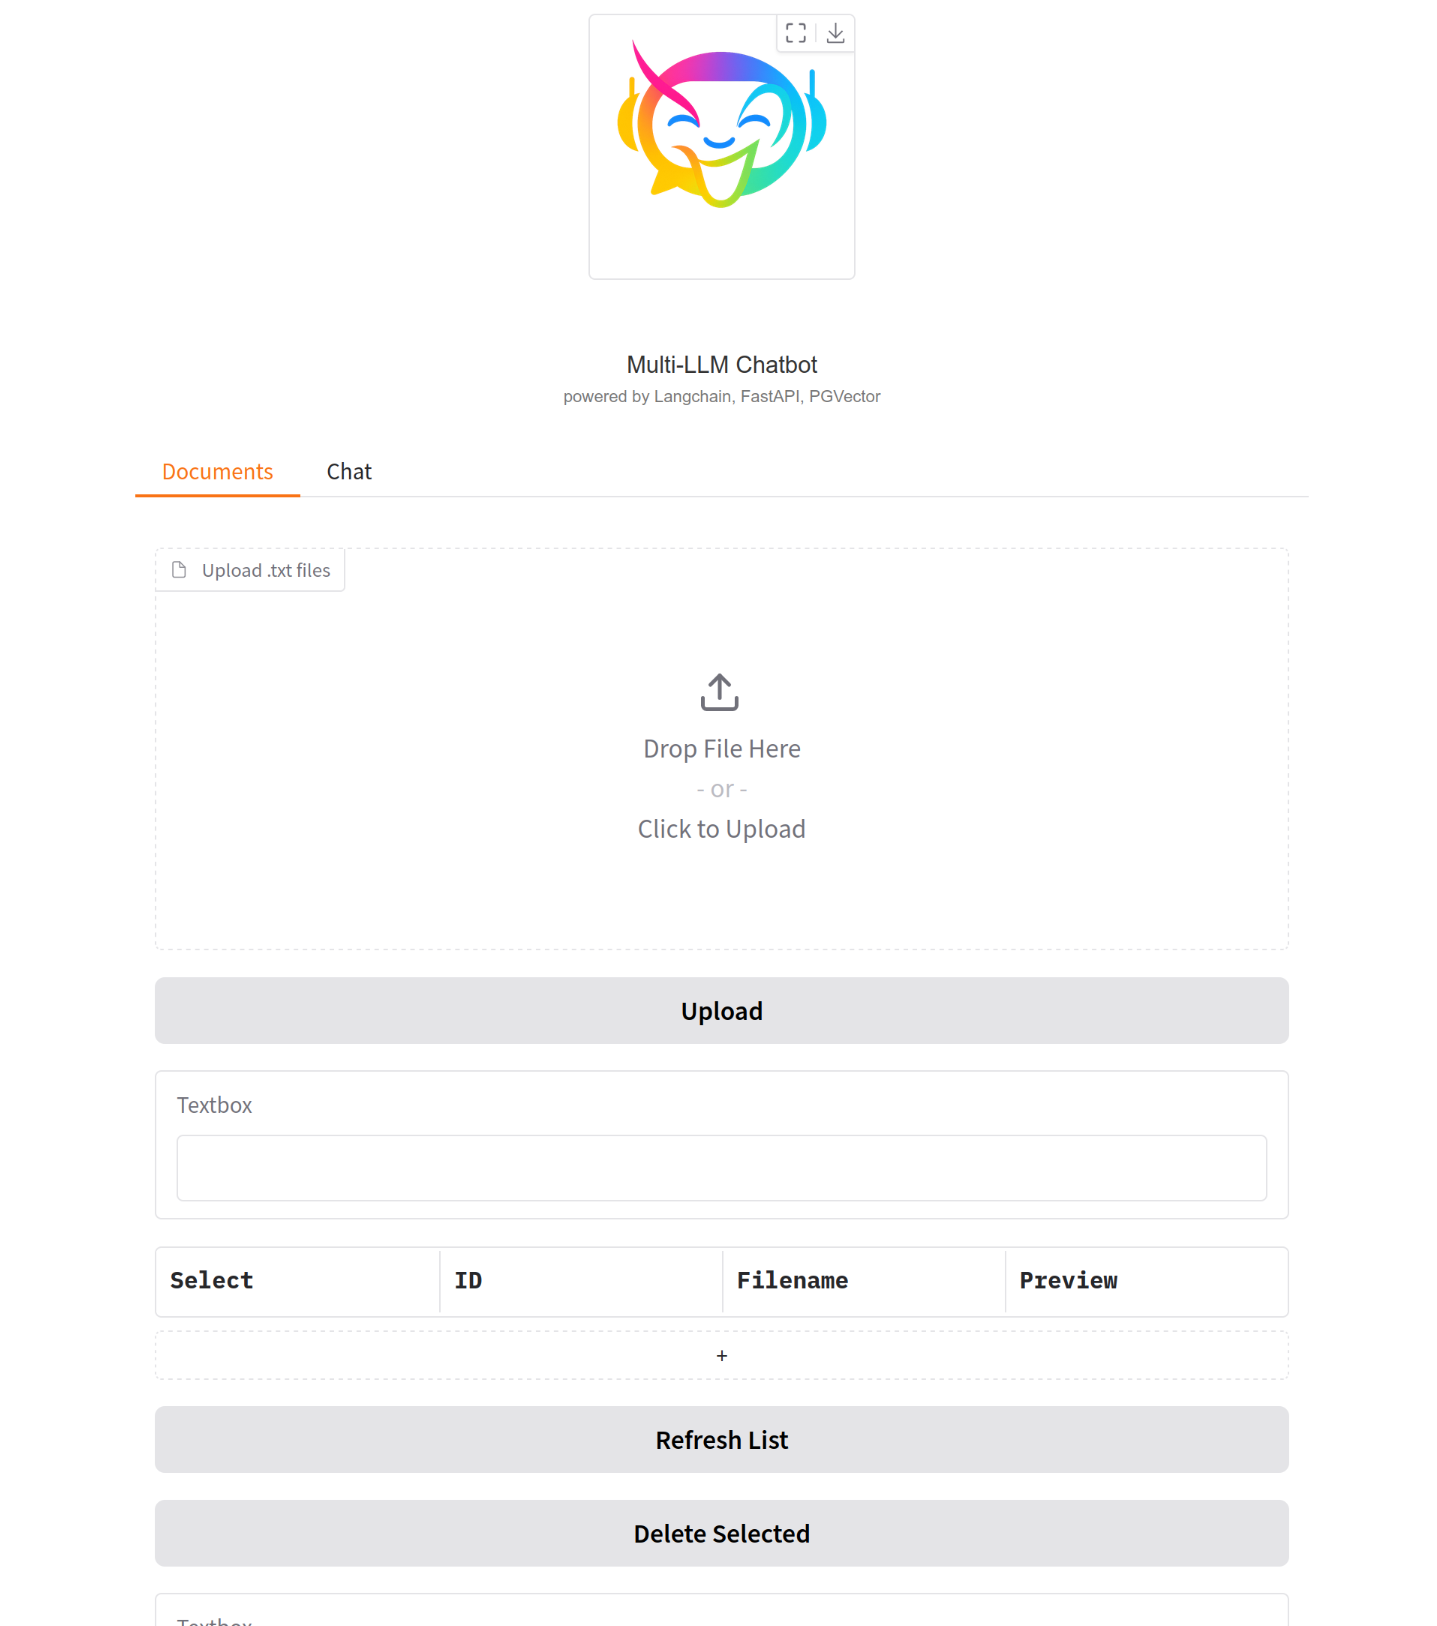 Multi-LLM Chatbot
powered by Langchain, FastAPI, PGVector
Documents Chat
Upload .txt files
Drop File Here
- or -
Click to Upload
Upload
Textbox
Select ID Filename Preview
+
Refresh List
Delete Selected
Textbox